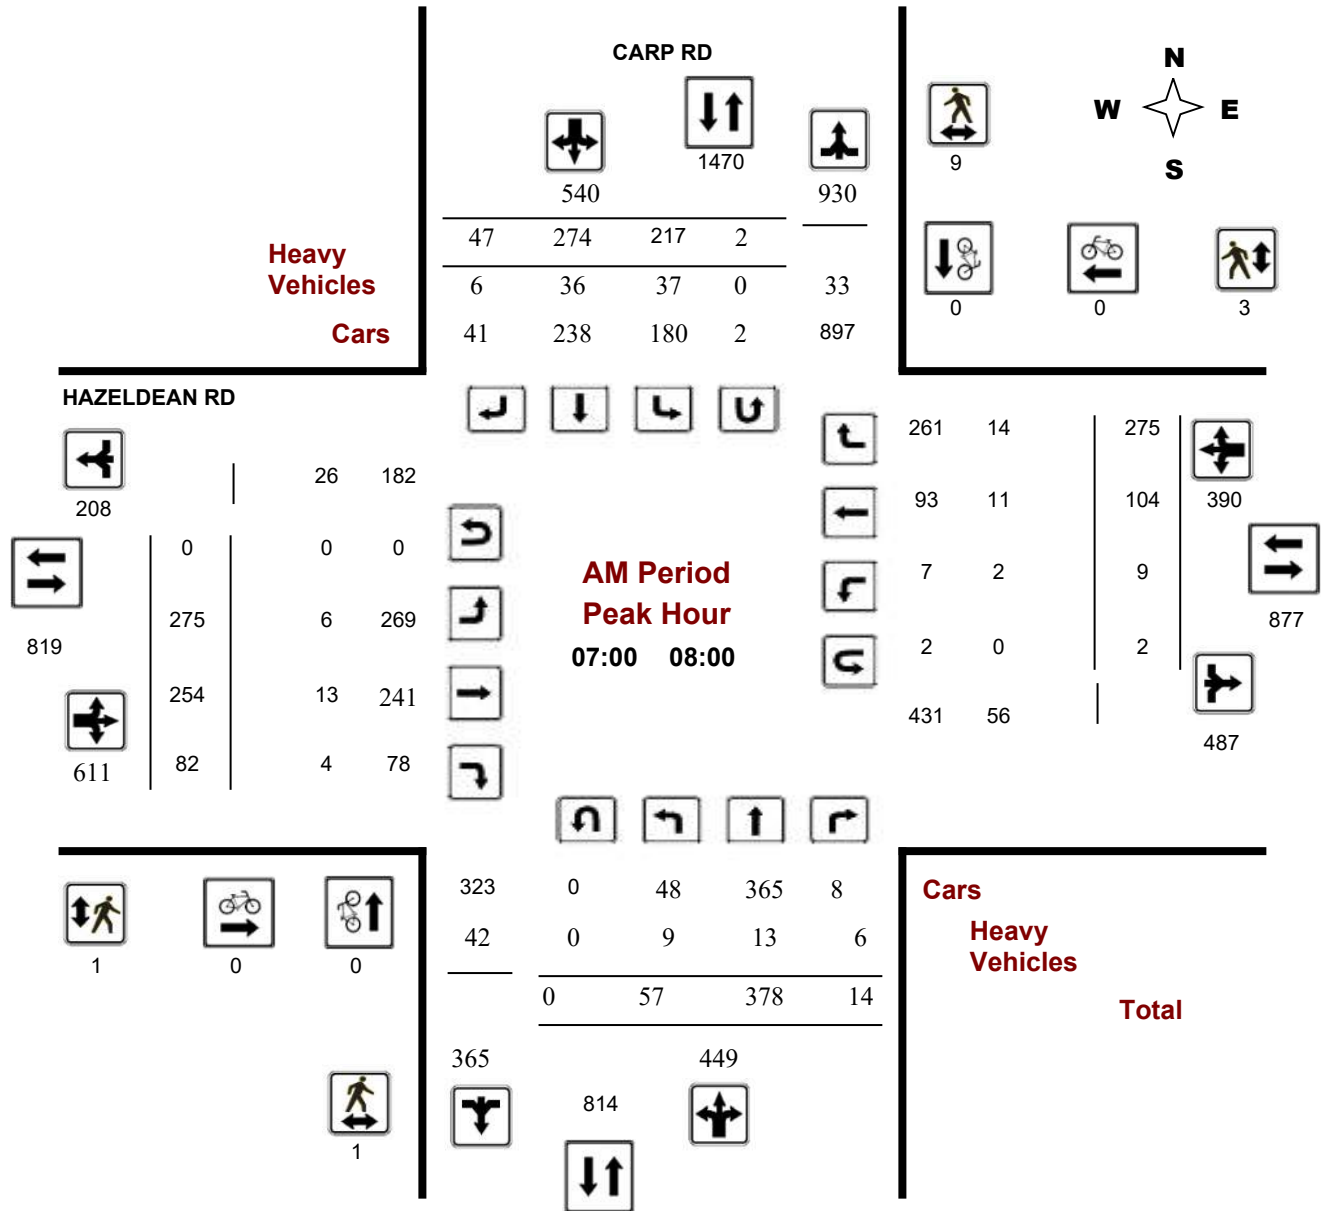 CARP RD
N
W E
S
1470
9
540
930
47 274 217 2
Heavy
Vehicles
6 36 37 0 33
0 0 3
Cars
41 238 180 2 897
HAZELDEAN RD
261 14 275
26 182
208
93 11 104 390
0 0 0
AM Period
7 2 9
Peak Hour
275 6 269
877
819
07:00 08:00
2 0 2
254 13 241
431 56
487
611
82 4 78
323 0 48 365 8
Cars
42 0 9 13 6
Heavy
Vehicles
1 0 0
0 57 378 14
Total
365 449
814
1